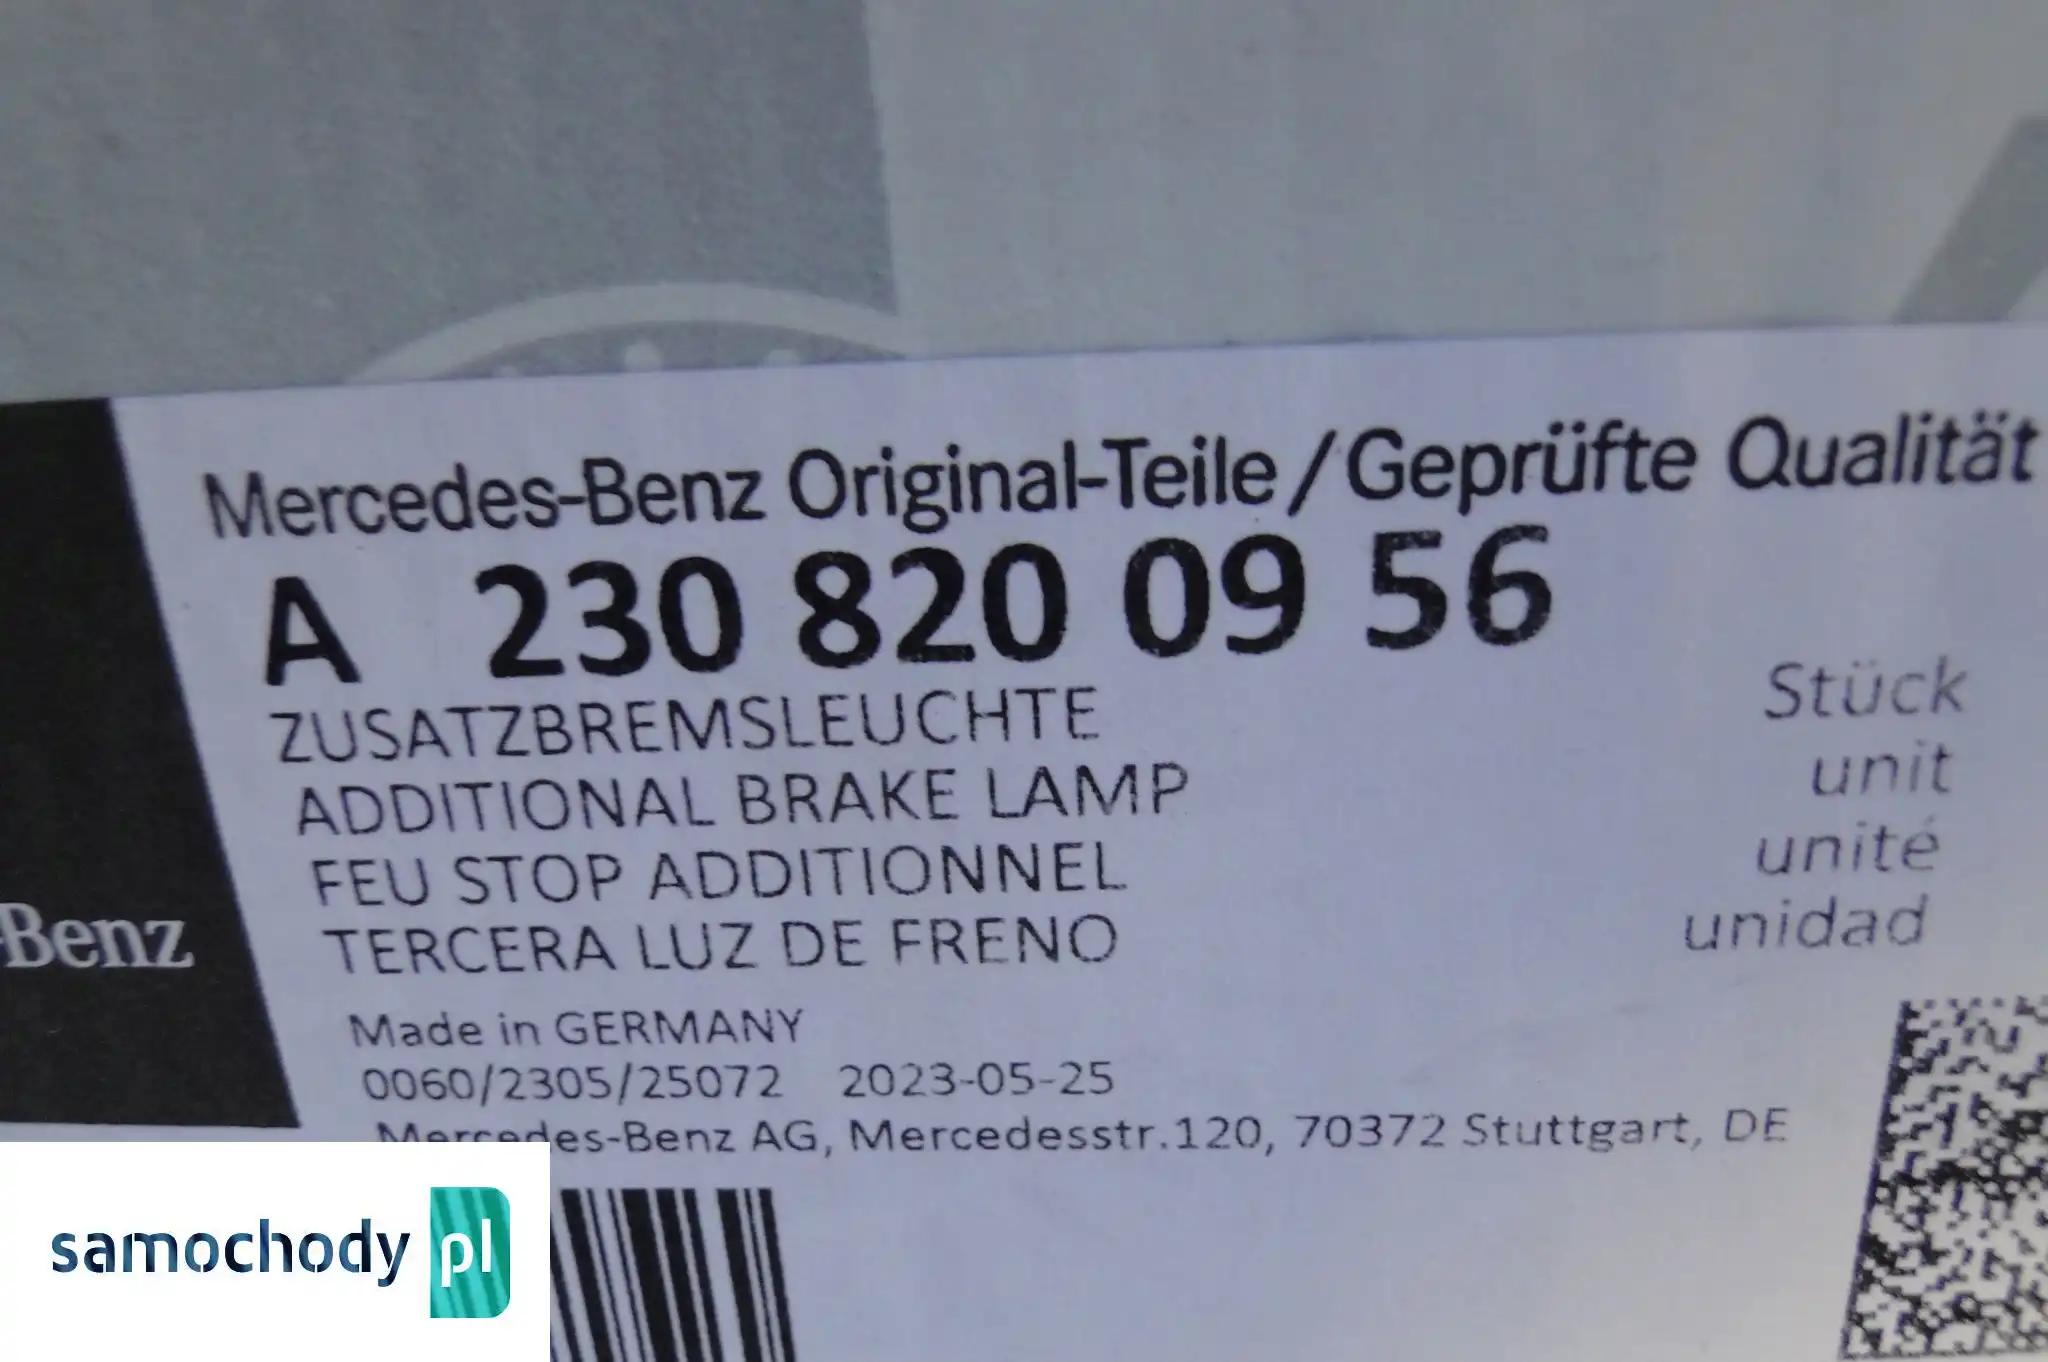 Mercedes-Benz Original-Teile/Geprüfte Qualität
A 230 820 09 56
ZUSATZBREMSLEUCHTE
Stück
ADDITIONAL BRAKE LAMP
unit
FEU STOP ADDITIONNEL
unité
TERCERA LUZ DE FRENO
unidad
-Benz
Made in GERMANY
0060/2305/25072 2023-05-25
Mercedes-Benz AG, Mercedesstr.120, 70372 Stuttgart, DE
samochody pl